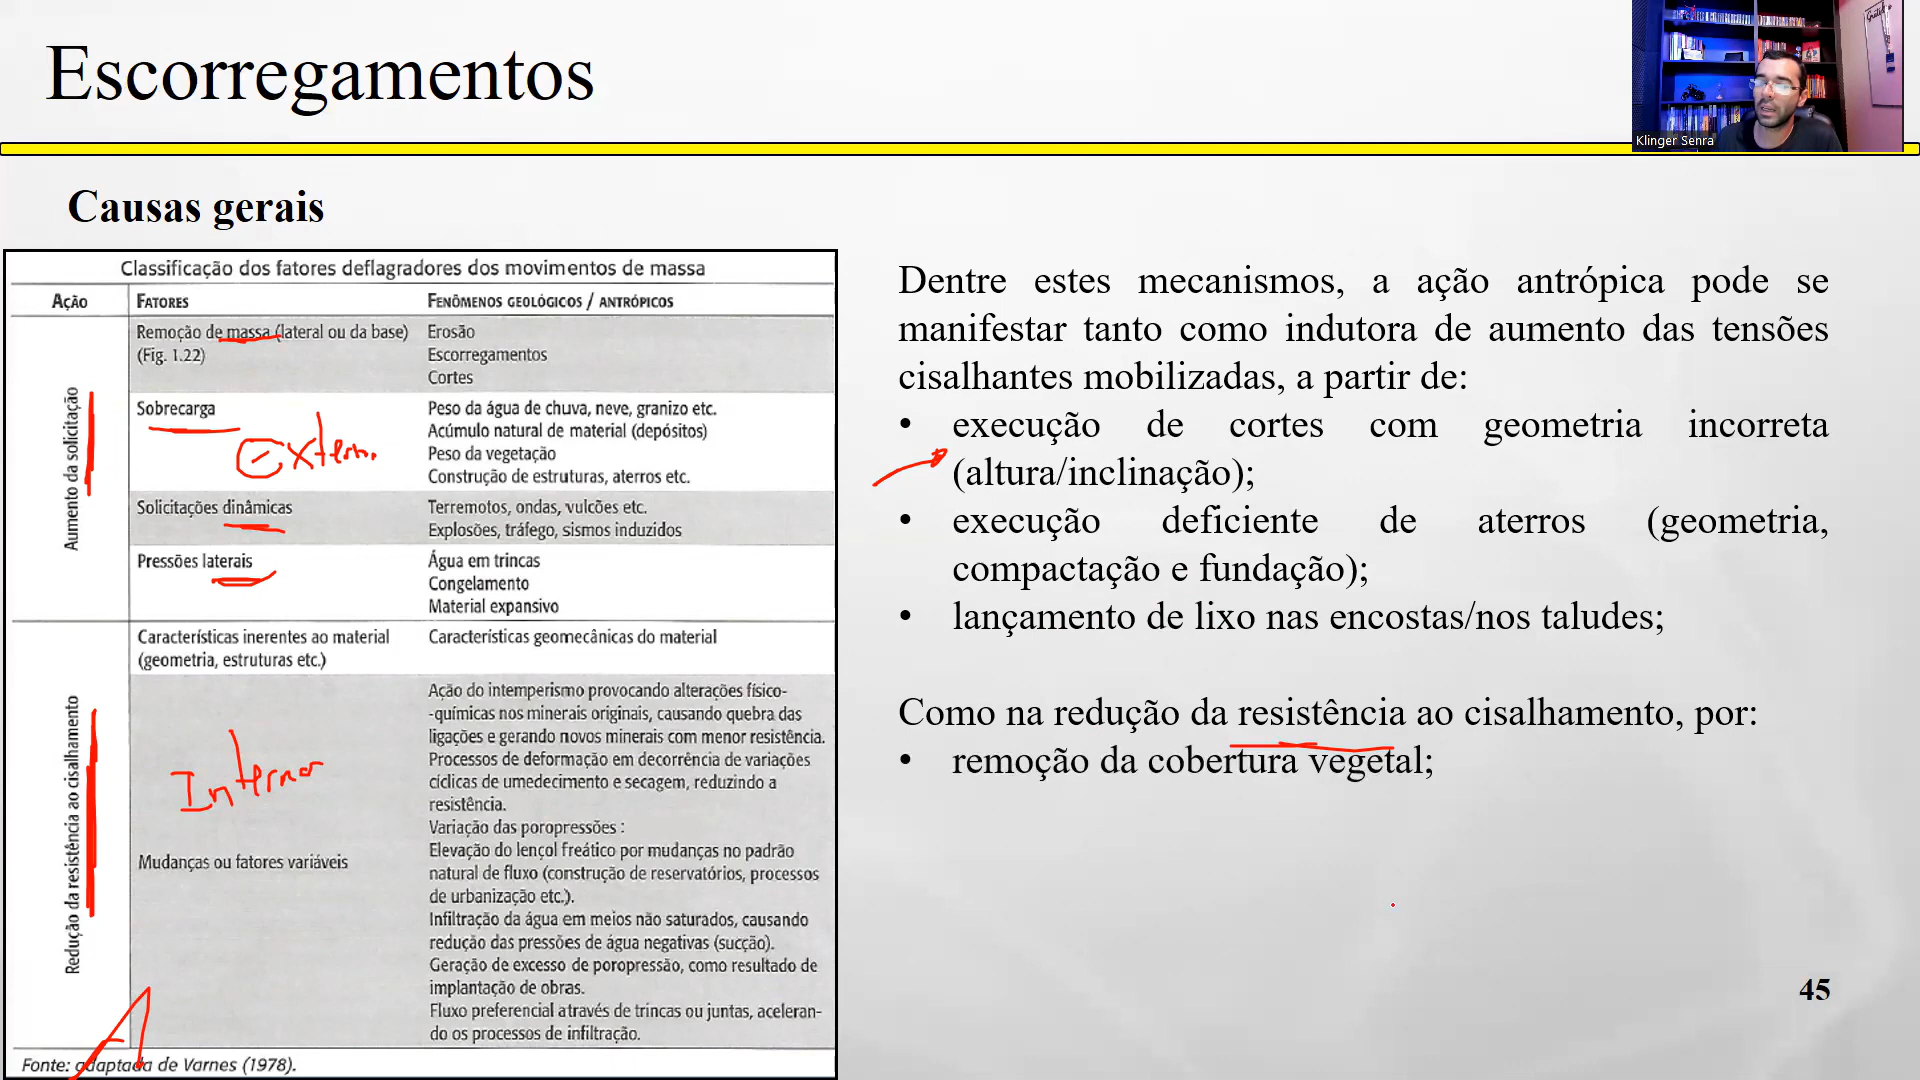 Escorregamentos
Klinger Senra
Causas gerais
Classificação dos fatores deflagradores dos movimentos de massa
Ação
Fatores
Fenômenos geológicos / antrópicos
Aumento da solicitação
Remoção de massa (lateral ou da base)
(Fig. 1.22)
Erosão
Escorregamentos
Cortes
Sobrecarga
Extern.
Peso da água de chuva, neve, granizo etc.
Acúmulo natural de material (depósitos)
Peso da vegetação
Construção de estruturas, aterros etc.
Solicitações dinâmicas
Terremotos, ondas, vulcões etc.
Explosões, tráfego, sismos induzidos
Pressões laterais
Água em trincas
Congelamento
Material expansivo
Redução da resistência ao cisalhamento
Características inerentes ao material
(geometria, estruturas etc.)
Características geomecânicas do material
Interna
Mudanças ou fatores variáveis
Ação do intemperismo provocando alterações físico-
-químicas nos minerais originais, causando quebra das
ligações e gerando novos minerais com menor resistência.
Processos de deformação em decorrência de variações
cíclicas de umedecimento e secagem, reduzindo a
resistência.
Variação das poropressões :
Elevação do lençol freático por mudanças no padrão
natural de fluxo (construção de reservatórios, processos
de urbanização etc.).
Infiltração da água em meios não saturados, causando
redução das pressões de água negativas (sucção).
Geração de excesso de poropressão, como resultado de
implantação de obras.
Fluxo preferencial através de trincas ou juntas, aceleran-
do os processos de infiltração.
Fonte: adaptada de Varnes (1978).
Dentre estes mecanismos, a ação antrópica pode se
manifestar tanto como indutora de aumento das tensões
cisalhantes mobilizadas, a partir de:
• execução de cortes com geometria incorreta
(altura/inclinação);
• execução deficiente de aterros (geometria,
compactação e fundação);
• lançamento de lixo nas encostas/nos taludes;
Como na redução da resistência ao cisalhamento, por:
• remoção da cobertura vegetal;
45